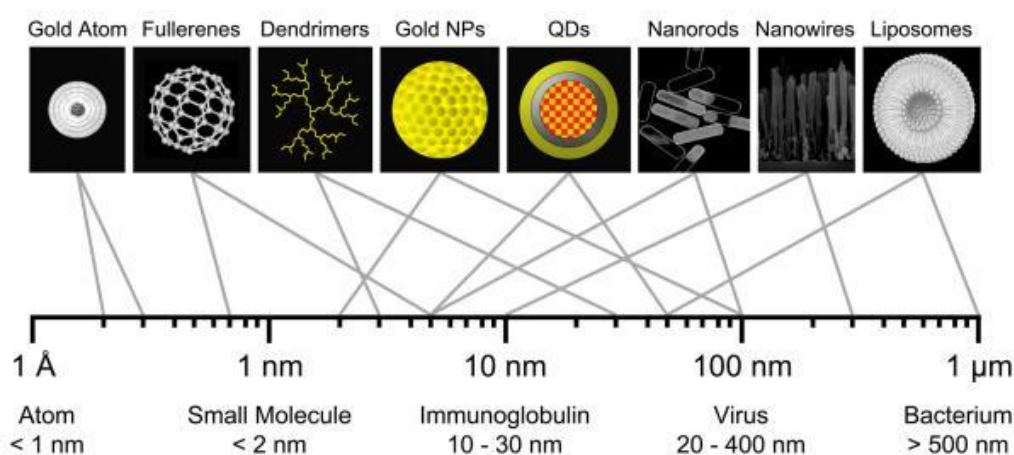 Gold Atom Fullerenes Dendrimers Gold NPs QDs Nanorods Nanowires Liposomes
1 Å 1 nm 10 nm 100 nm 1 µm
Atom Small Molecule Immunoglobulin Virus Bacterium
< 1 nm < 2 nm 10 - 30 nm 20 - 400 nm > 500 nm